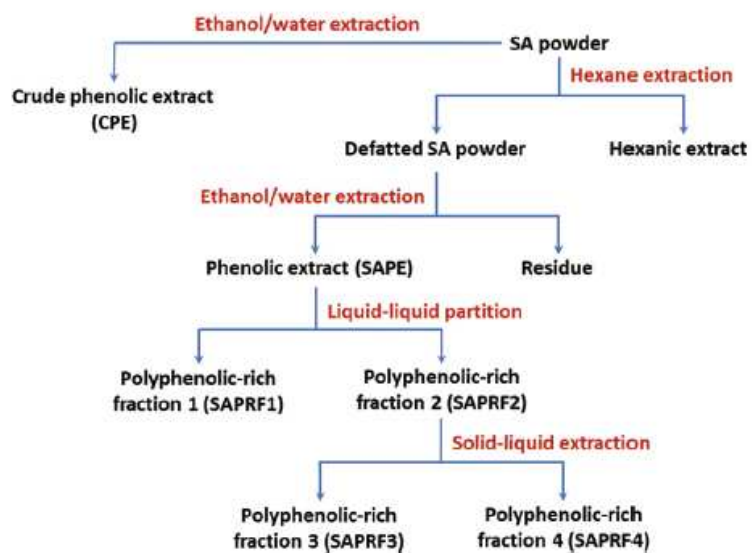 Ethanol/water extraction
SA powder
Hexane extraction
Crude phenolic extract
(CPE)
Defatted SA powder
Hexanic extract
Ethanol/water extraction
Phenolic extract (SAPE)
Residue
Liquid-liquid partition
Polyphenolic-rich
fraction 1 (SAPRF1)
Polyphenolic-rich
fraction 2 (SAPRF2)
Solid-liquid extraction
Polyphenolic-rich
fraction 3 (SAPRF3)
Polyphenolic-rich
fraction 4 (SAPRF4)